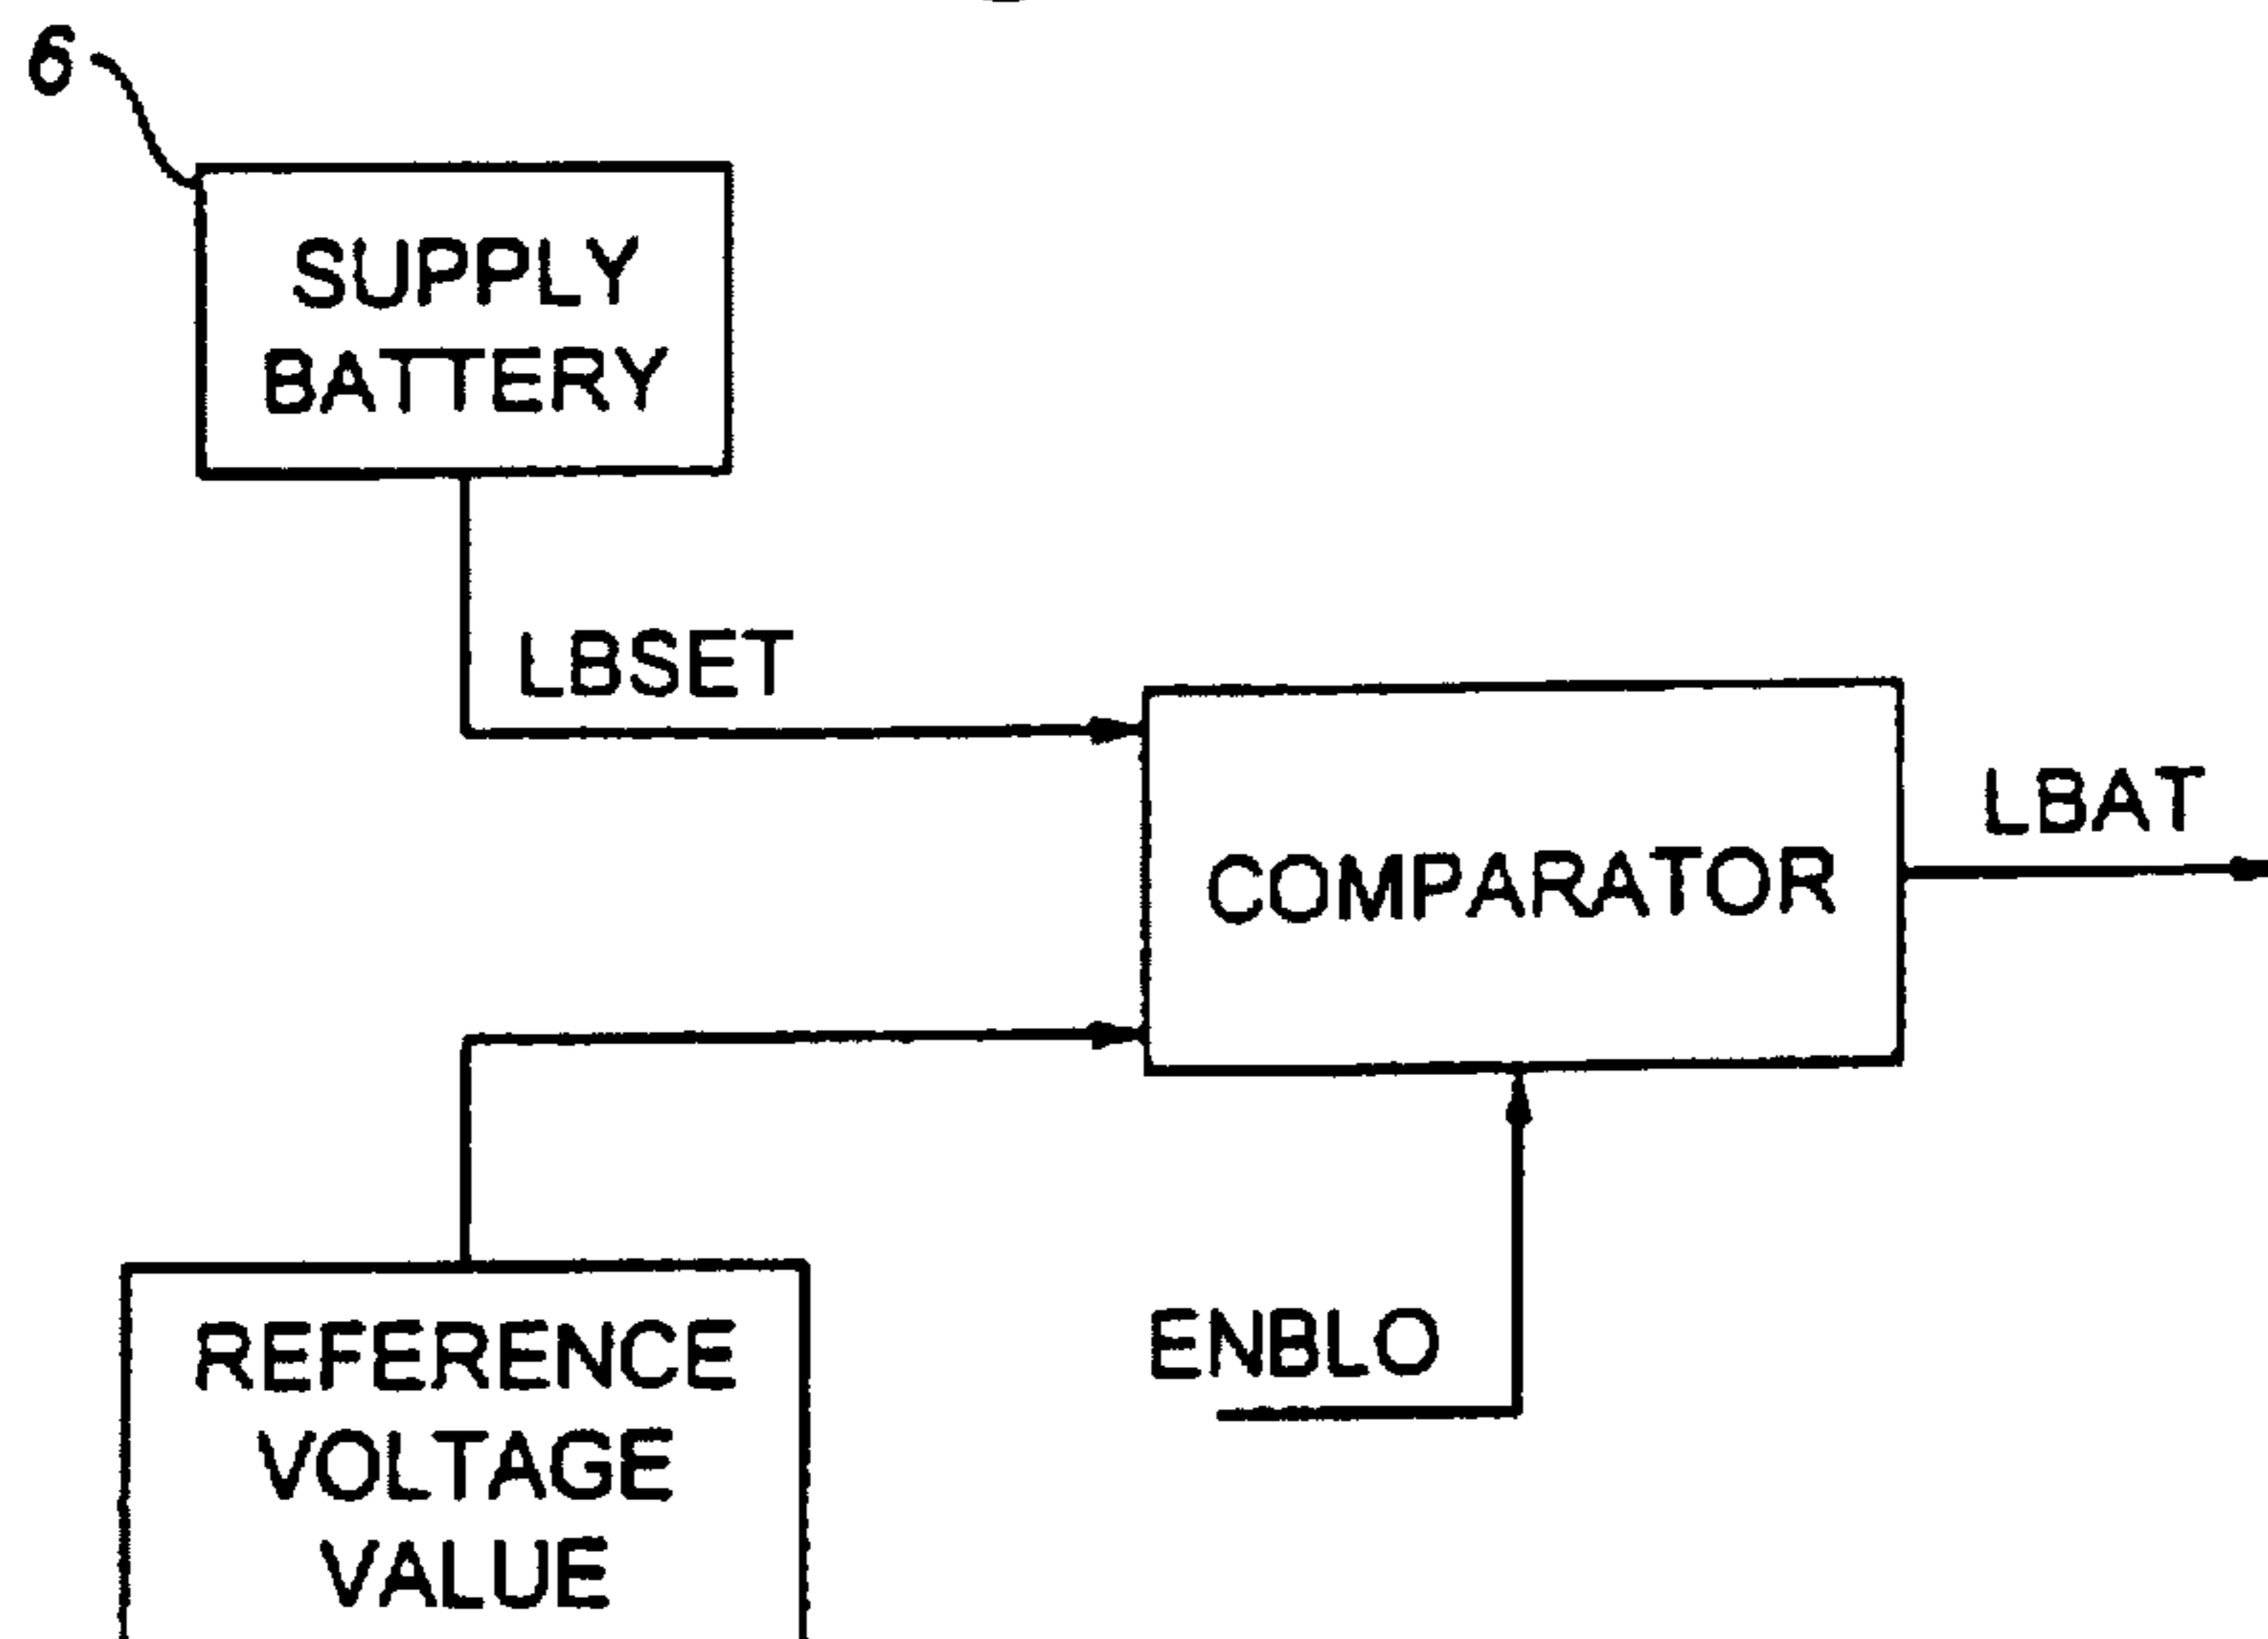 6
SUPPLY
BATTERY
LBSET
LBAT
COMPARATOR
ENBLO
REFERENCE
VOLTAGE
VALUE